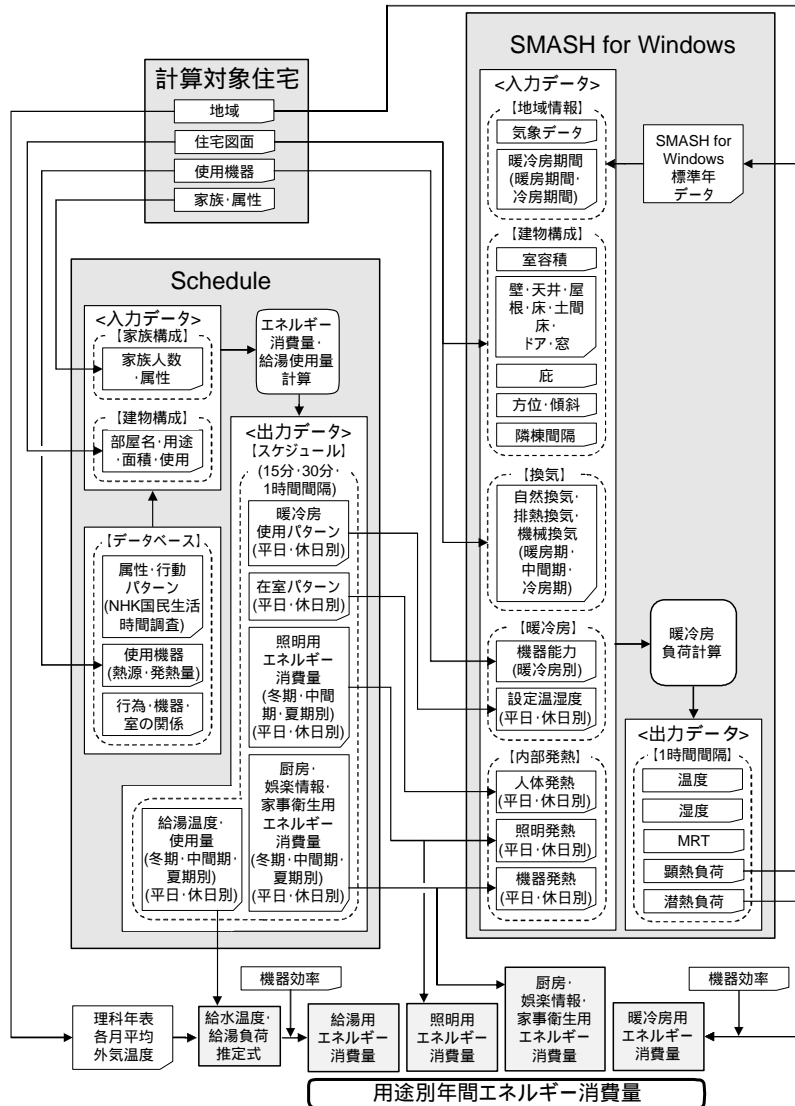 計算対象住宅
地域
住宅図面
使用機器
家族･属性
Schedule
<入力データ>
【家族構成】
家族人数
･属性
【建物構成】
部屋名･用途
･面積･使用
【データベース】
属性･行動
パターン
(NHK国民生活
時間調査)
使用機器
(熱源･発熱量)
行為･機器･
室の関係
エネルギー
消費量･
給湯使用量
計算
<出力データ>
【スケジュール】
(15分･30分･
1時間間隔)
暖冷房
使用パターン
(平日･休日別)
在室パターン
(平日･休日別)
照明用
エネルギー
消費量
(冬期･中間
期･夏期別)
(平日･休日別)
厨房･
娯楽情報･
家事衛生用
エネルギー
消費量
(冬期･中間期･
夏期別)
(平日･休日別)
給湯温度･
使用量
(冬期･中間期･
夏期別)
(平日･休日別)
SMASH for Windows
<入力データ>
【地域情報】
気象データ
暖冷房期間
(暖房期間･
冷房期間)
【建物構成】
室容積
壁･天井･屋
根･床･土間
床･
ドア･窓
庇
方位･傾斜
隣棟間隔
【換気】
自然換気･
排熱換気･
機械換気
(暖房期･
中間期･
冷房期)
【暖冷房】
機器能力
(暖冷房別)
設定温湿度
(平日･休日別)
【内部発熱】
人体発熱
(平日･休日別)
照明発熱
(平日･休日別)
機器発熱
(平日･休日別)
SMASH for
Windows
標準年
データ
暖冷房
負荷計算
<出力データ>
【1時間間隔】
温度
湿度
MRT
顕熱負荷
潜熱負荷
理科年表
各月平均
外気温度
給水温度･
給湯負荷
推定式
機器効率
給湯用
エネルギー
消費量
照明用
エネルギー
消費量
厨房･
娯楽情報･
家事衛生用
エネルギー
消費量
暖冷房用
エネルギー
消費量
機器効率
用途別年間エネルギー消費量